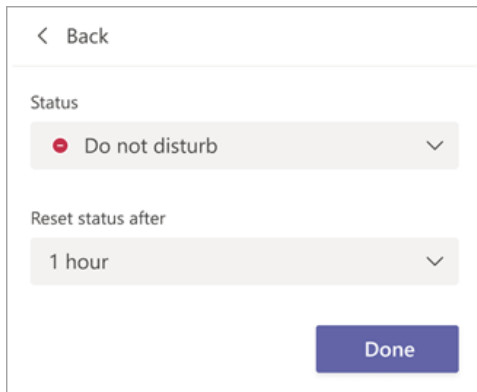 Back
Status
Do not disturb
Reset status after
1 hour
Done